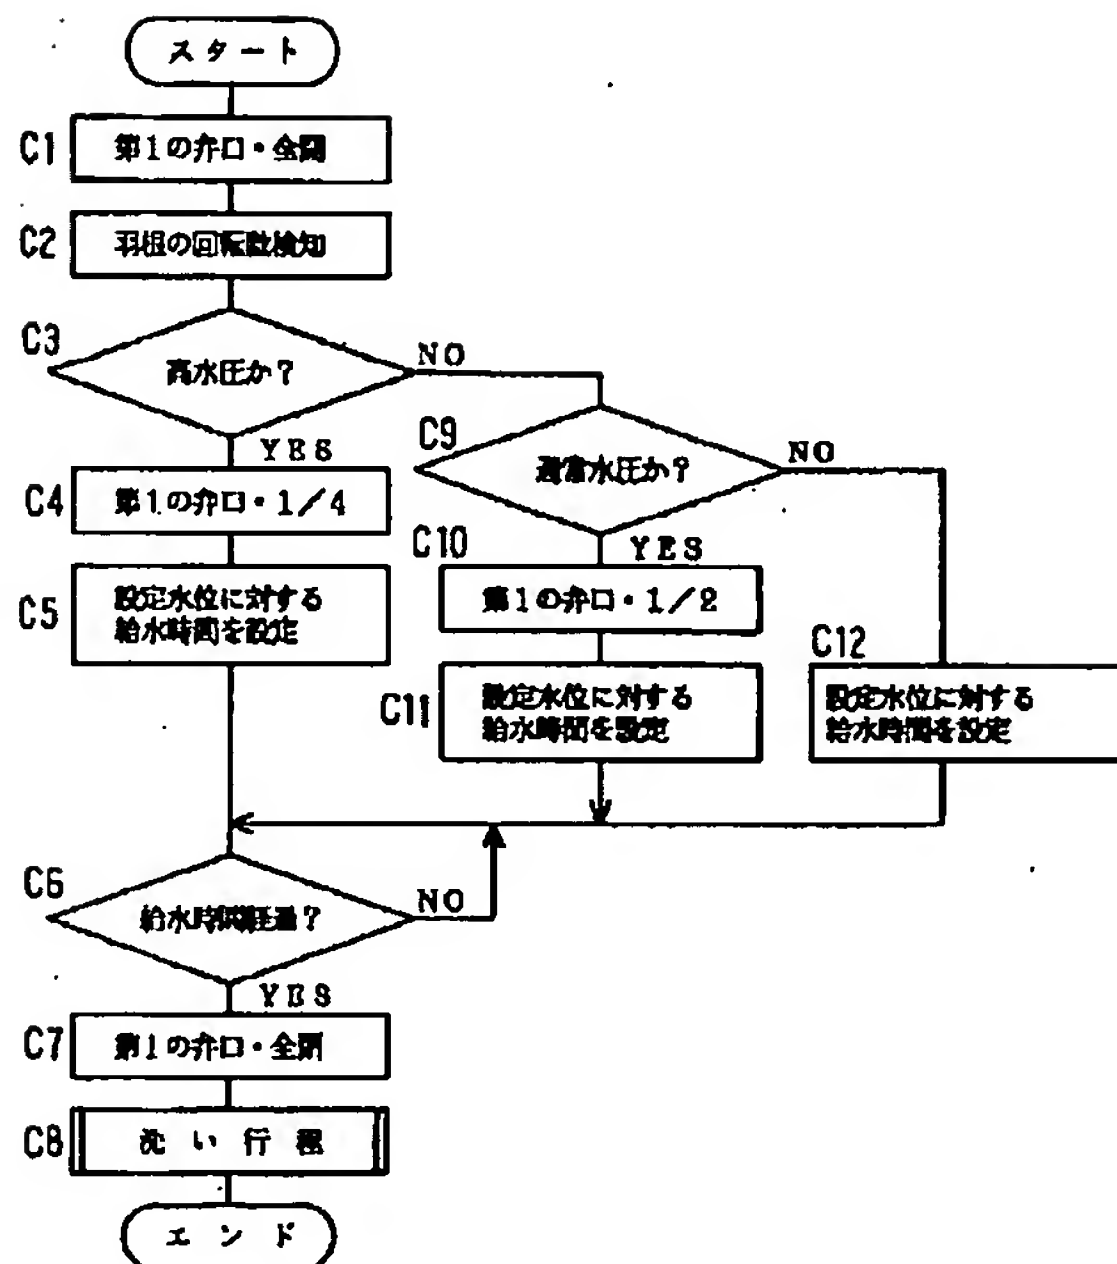 スタート
C1 第1の弁口・全開
C2 羽根の回転数検知
C3 高水圧か?
NO
YES
C9 通常水圧か?
NO
YES
C4 第1の弁口・1/4
C5 設定水位に対する
給水時間を設定
C10 第1の弁口・1/2
C11 設定水位に対する
給水時間を設定
C12 設定水位に対する
給水時間を設定
C6 給水時間経過?
NO
YES
C7 第1の弁口・全閉
C8 洗い行程
エンド